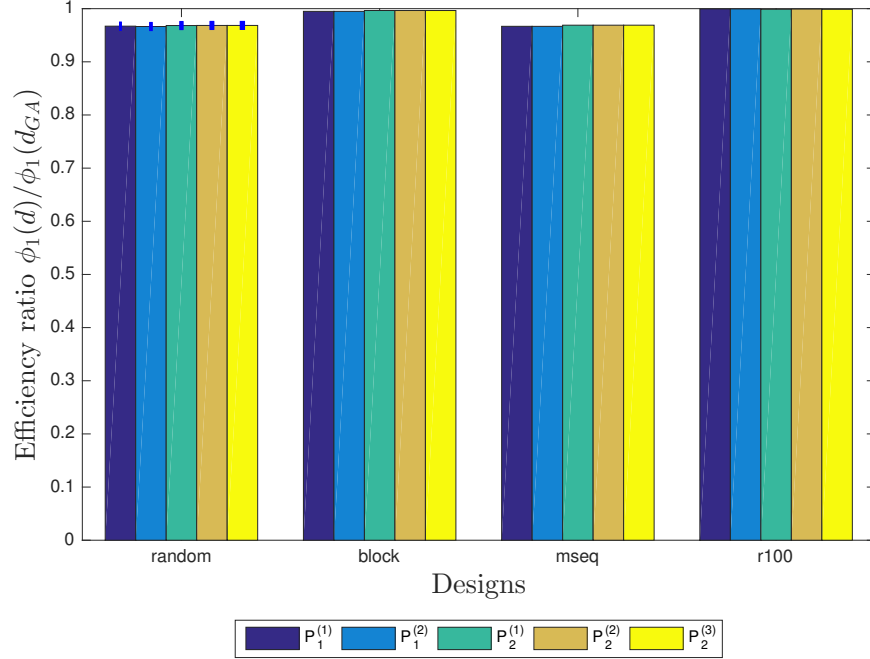 1
0.9
0.8
0.7
0.6
0.5
0.4
0.3
0.2
0.1
0
Efficiency ratio ϕ₁(d)/ϕ₁(d_GA)
random block mseq r100
Designs
P₁⁽¹⁾ P₁⁽²⁾ P₂⁽¹⁾ P₂⁽²⁾ P₂⁽³⁾